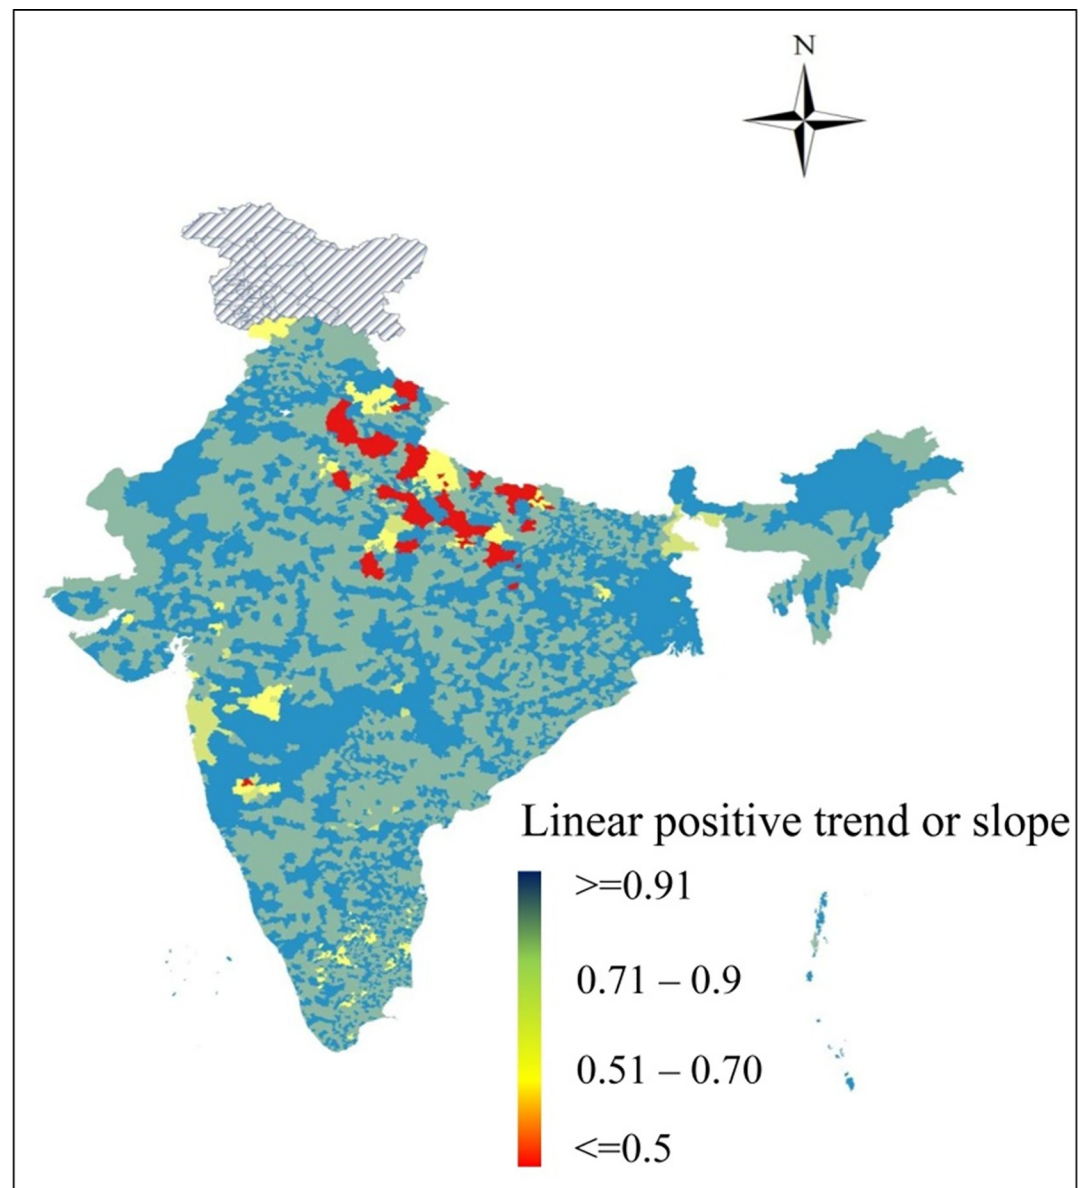 N
Linear positive trend or slope
>=0.91
0.71 – 0.9
0.51 – 0.70
<=0.5